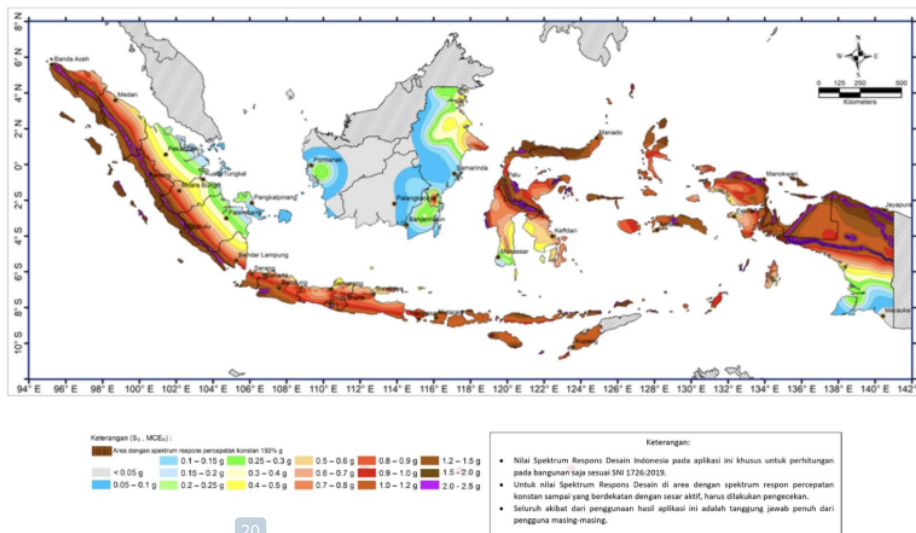 8° N
6° N
4° N
2° N
0°
2° S
4° S
6° S
8° S
10° S
N
W E
0 125 250 500
Kilometers
Banda Aceh
Medan
Manado
Pontianak
Samarinda
Palu
Manokwari
Jayapura
Muara Bungo
Pangkalpinang
Palembang
Kendari
Makassar
Bandar Lampung
Serang
Kupang
Merauke
94° E 96° E 98° E 100° E 102° E 104° E 106° E 108° E 110° E 112° E 114° E 116° E 118° E 120° E 122° E 124° E 126° E 128° E 130° E 132° E 134° E 136° E 138° E 140° E 142°
Keterangan (Sₛ , MCEᵣ) :
Area dengan spektrum respons percepatan konstan 150% g
< 0.05 g 0.1 – 0.15 g 0.25 – 0.3 g 0.5 – 0.6 g 0.8 – 0.9 g 1.2 – 1.5 g
0.15 – 0.2 g 0.3 – 0.4 g 0.6 – 0.7 g 0.9 – 1.0 g 1.5 – 2.0 g
0.05 – 0.1 g 0.2 – 0.25 g 0.4 – 0.5 g 0.7 – 0.8 g 1.0 – 1.2 g 2.0 - 2.5 g
Keterangan:
• Nilai Spektrum Respons Desain Indonesia pada aplikasi ini khusus untuk perhitungan
pada bangunan saja sesuai SNI 1726:2019.
• Untuk nilai Spektrum Respons Desain di area dengan spektrum respon percepatan
konstan sampai yang berdekatan dengan sesar aktif, harus dilakukan pengecekan.
• Seluruh akibat dari penggunaan hasil aplikasi ini adalah tanggung jawab penuh dari
pengguna masing-masing.
20